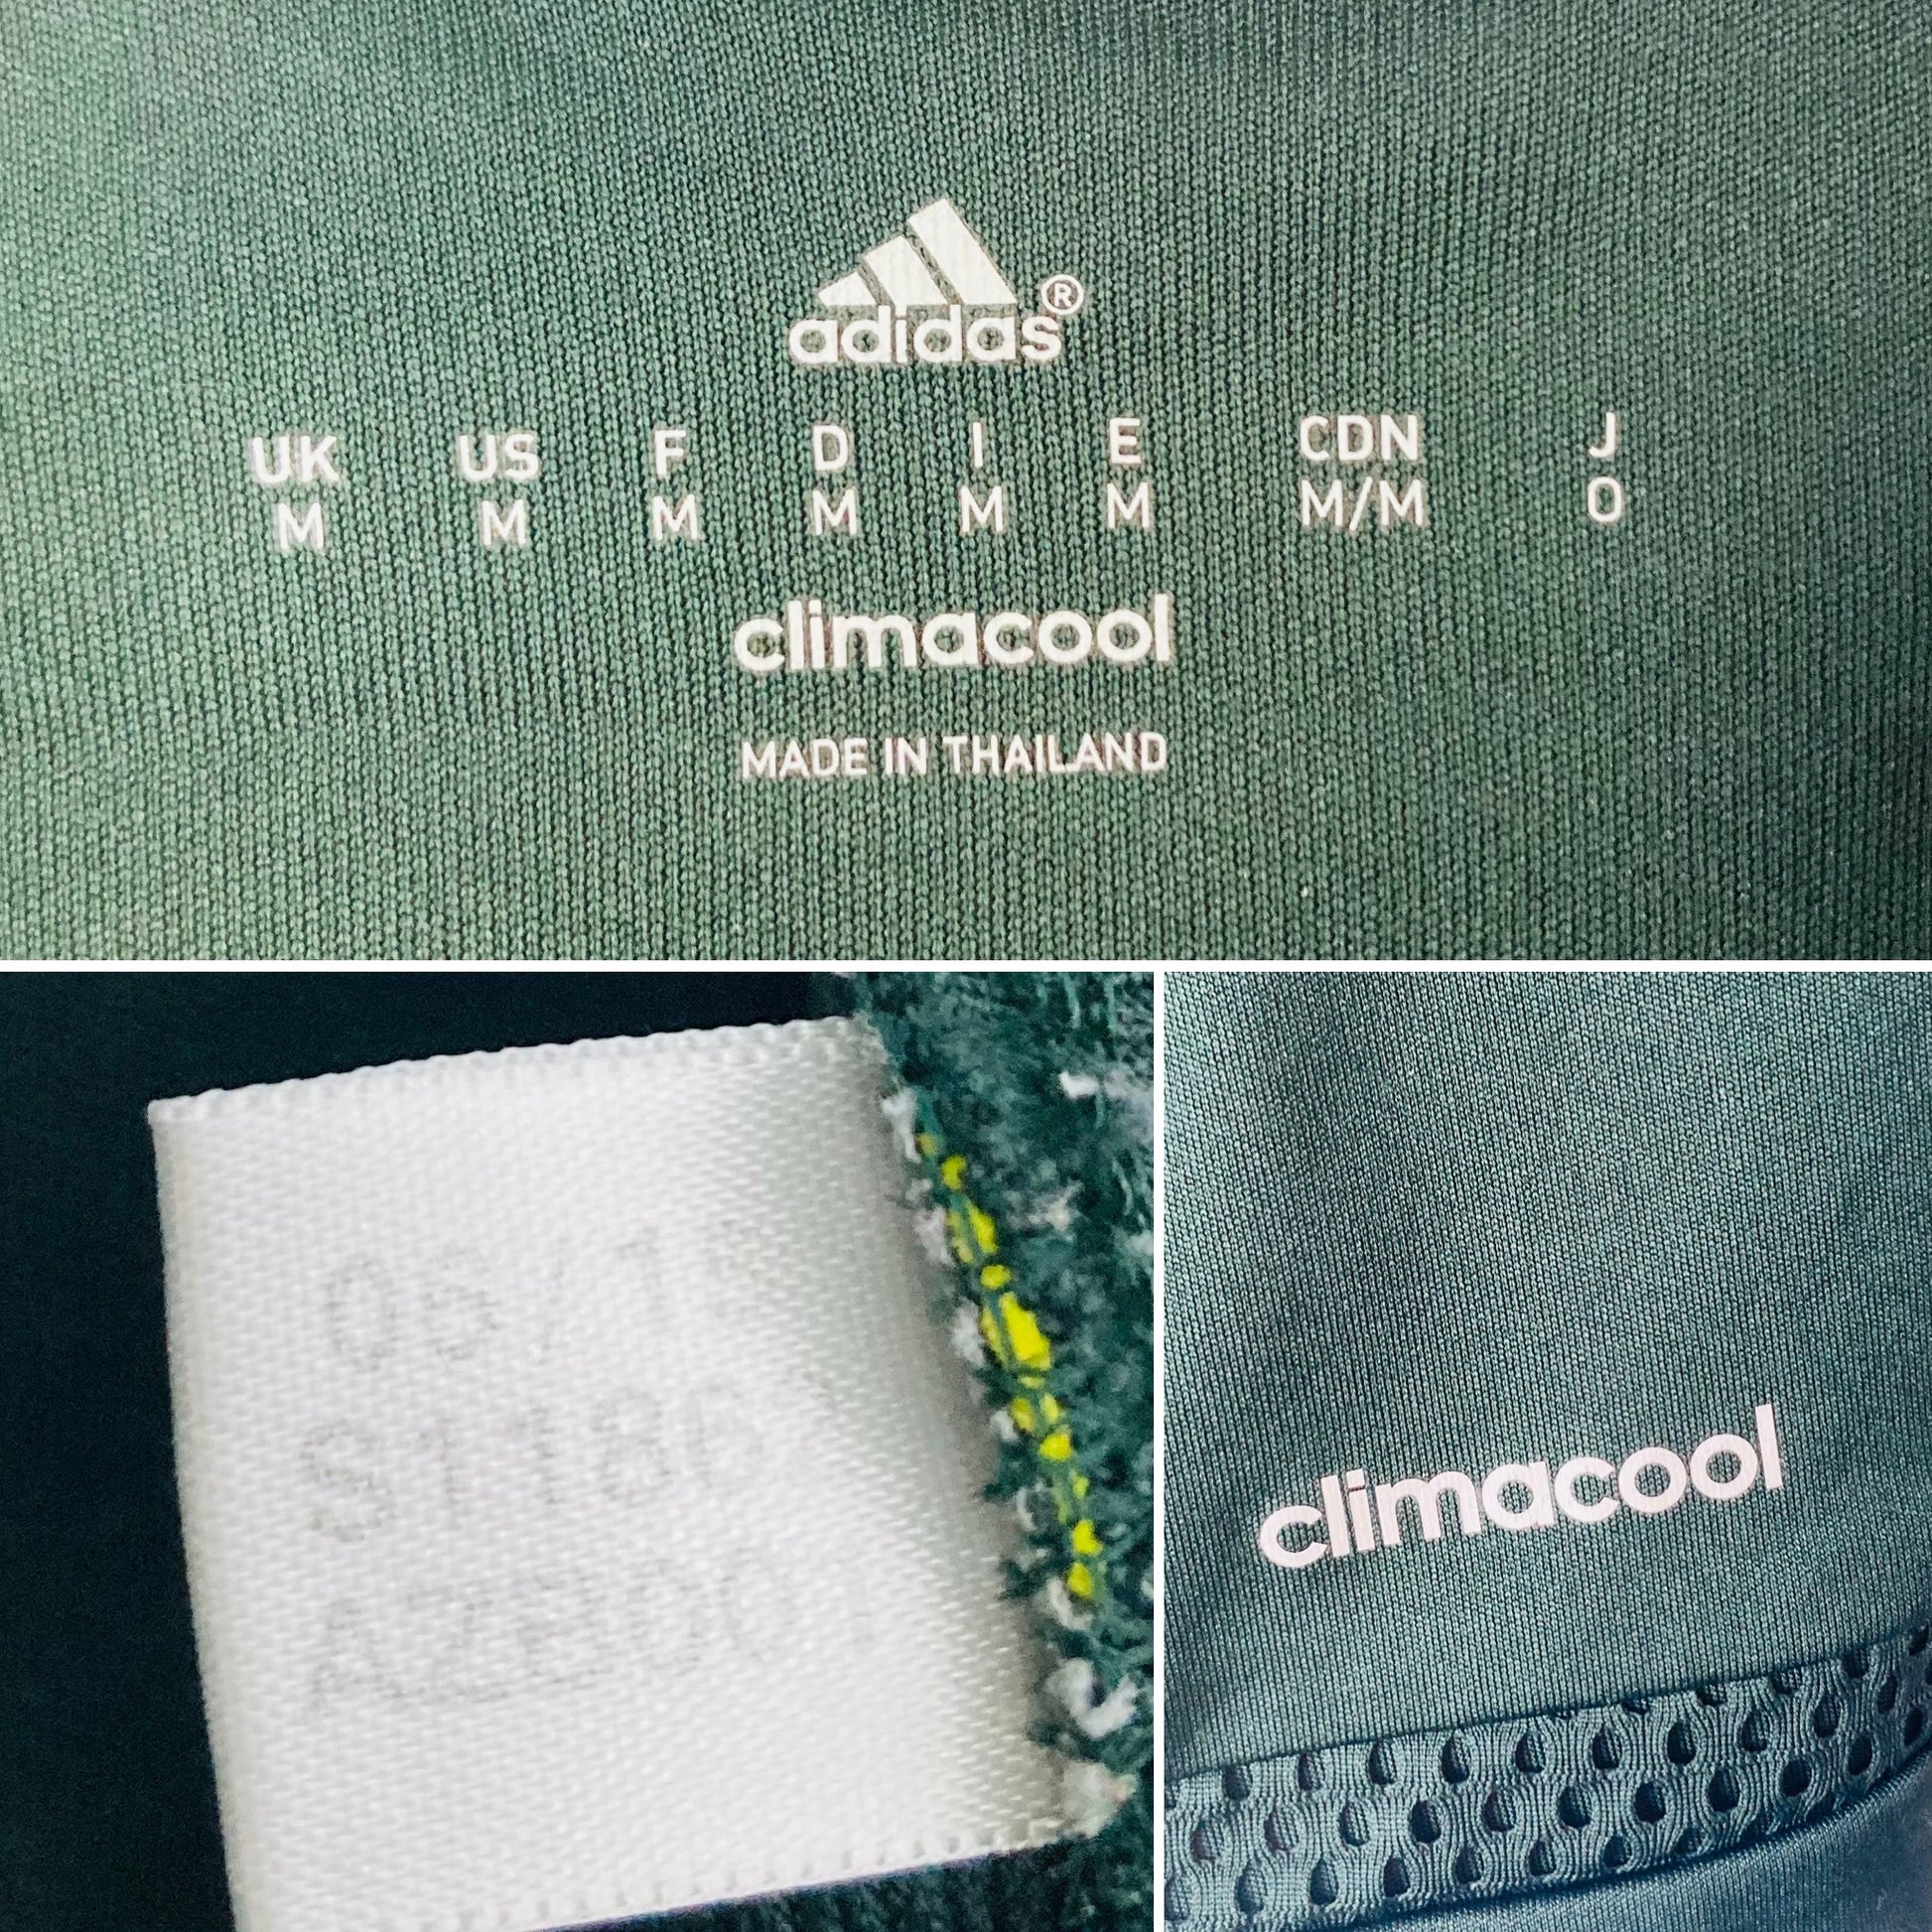 adidas®
UK US F D I E CDN J
M M M M M M M/M O
climacool
MADE IN THAILAND
climacool